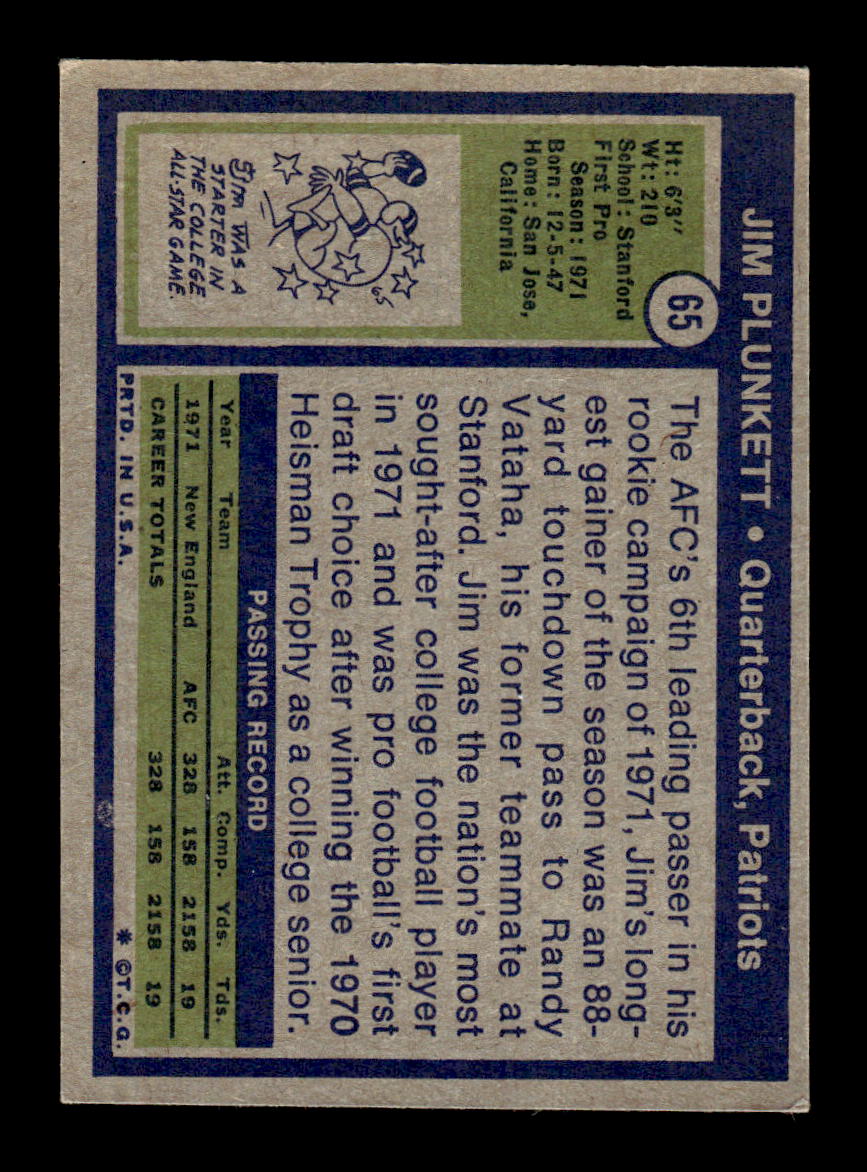 JIM PLUNKETT • Quarterback, Patriots
65
Ht: 6'3"
Wt: 210
School: Stanford
First Pro
Season: 1971
Born: 12-5-47
Home: San Jose,
California
65
JIM WAS A
STARTER IN
THE COLLEGE
ALL-STAR GAME.
The AFC's 6th leading passer in his
rookie campaign of 1971, Jim's long-
est gainer of the season was an 88-
yard touchdown pass to Randy
Vataha, his former teammate at
Stanford. Jim was the nation's most
sought-after college football player
in 1971 and was pro football's first
draft choice after winning the 1970
Heisman Trophy as a college senior.
PASSING RECORD
Year Team Att. Comp. Yds. Tds.
1971 New England AFC 328 158 2158 19
CAREER TOTALS 328 158 2158 19
PRTD. IN U.S.A. * ©T.C.G.